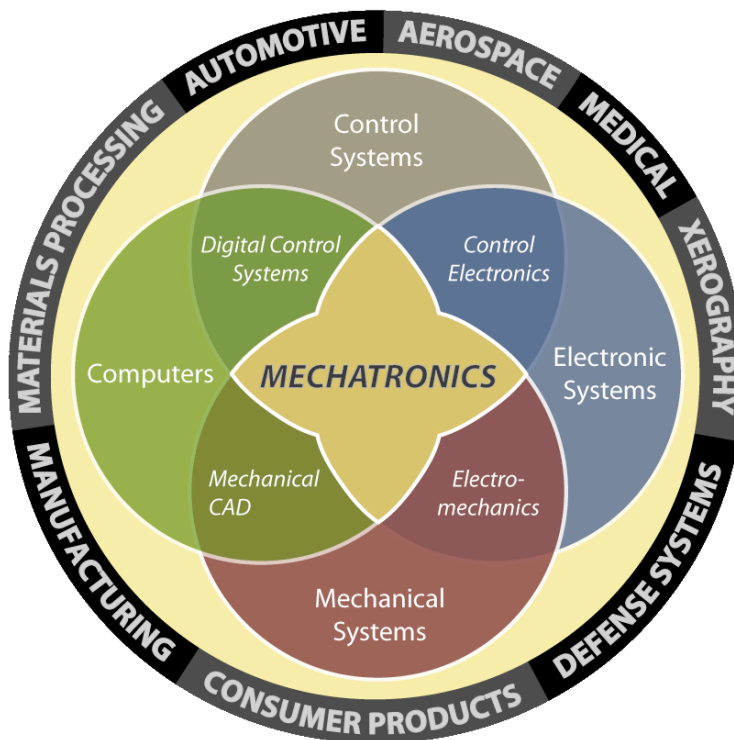 AUTOMOTIVE
AEROSPACE
MEDICAL
XEROGRAPHY
DEFENSE SYSTEMS
CONSUMER PRODUCTS
MANUFACTURING
MATERIALS PROCESSING
Control
Systems
Digital Control
Systems
Control
Electronics
Computers
MECHATRONICS
Electronic
Systems
Mechanical
CAD
Electro-
mechanics
Mechanical
Systems